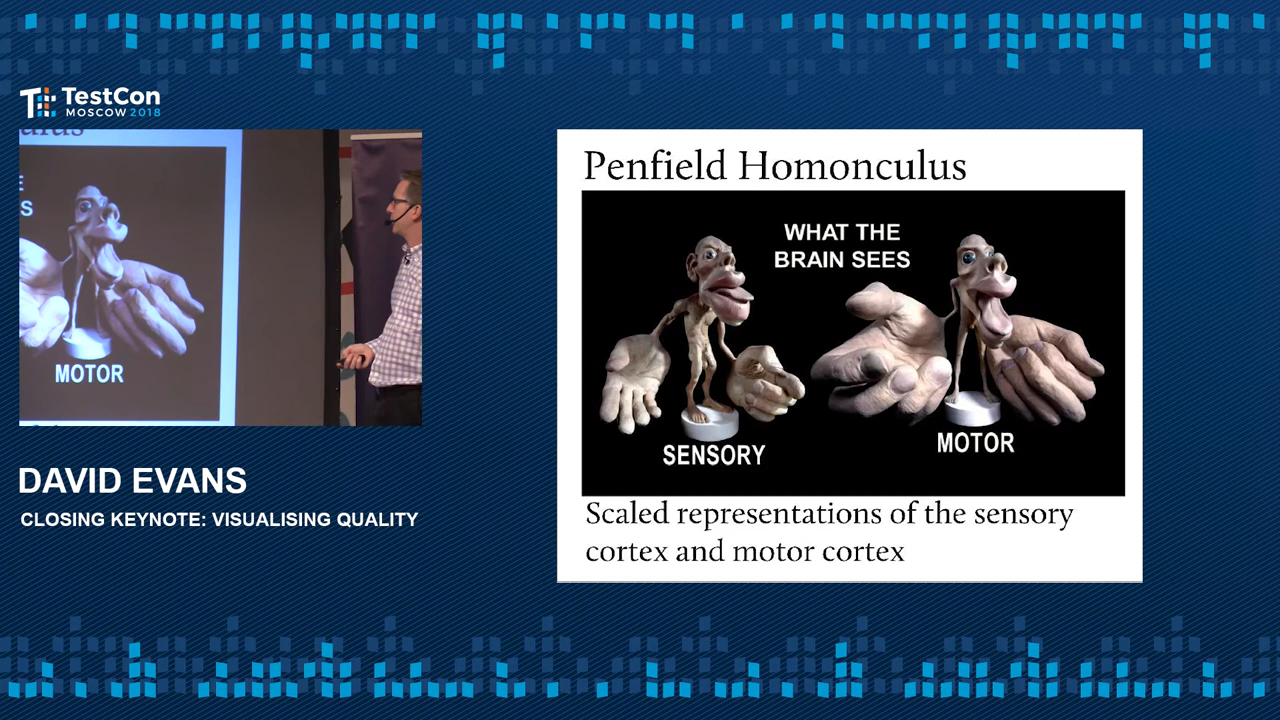 TestCon
MOSCOW 2018
MOTOR
DAVID EVANS
CLOSING KEYNOTE: VISUALISING QUALITY
Penfield Homonculus
WHAT THE
BRAIN SEES
SENSORY
MOTOR
Scaled representations of the sensory
cortex and motor cortex